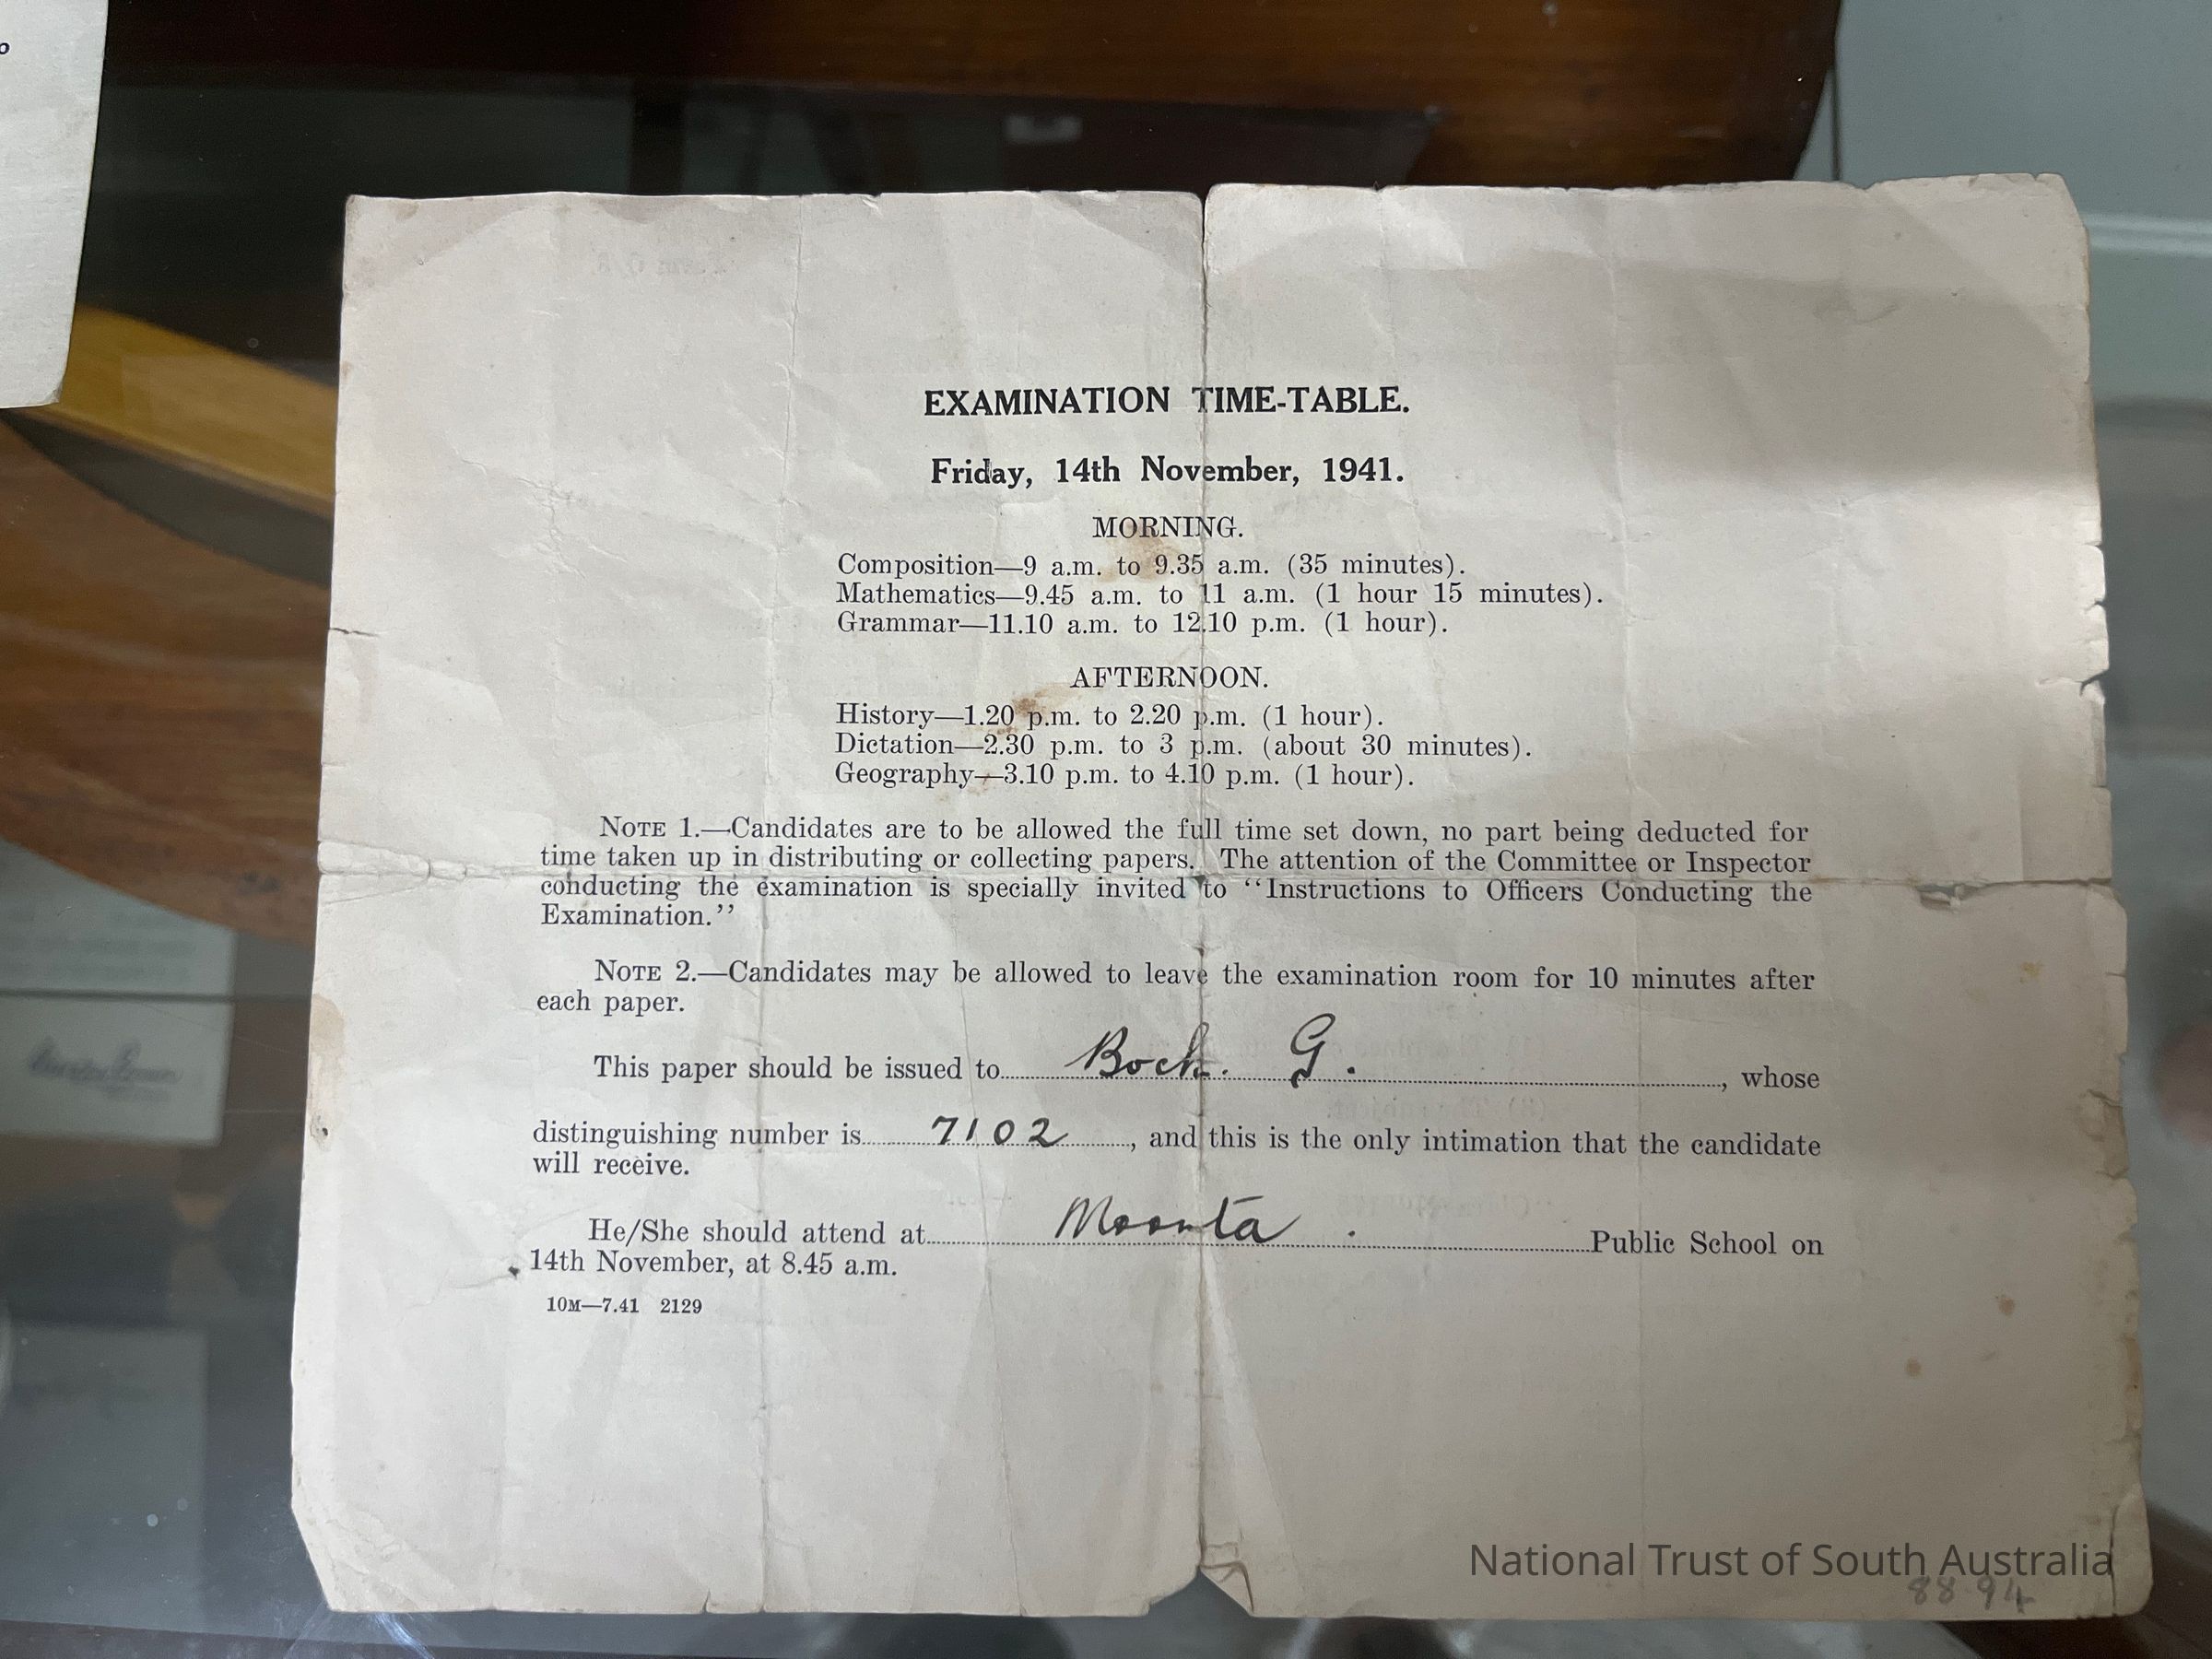 EXAMINATION TIME-TABLE.
Friday, 14th November, 1941.
MORNING.
Composition—9 a.m. to 9.35 a.m. (35 minutes).
Mathematics—9.45 a.m. to 11 a.m. (1 hour 15 minutes).
Grammar—11.10 a.m. to 12.10 p.m. (1 hour).
AFTERNOON.
History—1.20 p.m. to 2.20 p.m. (1 hour).
Dictation—2.30 p.m. to 3 p.m. (about 30 minutes).
Geography—3.10 p.m. to 4.10 p.m. (1 hour).
NOTE 1.—Candidates are to be allowed the full time set down, no part being deducted for
time taken up in distributing or collecting papers. The attention of the Committee or Inspector
conducting the examination is specially invited to “Instructions to Officers Conducting the
Examination.”
NOTE 2.—Candidates may be allowed to leave the examination room for 10 minutes after
each paper.
This paper should be issued to Bock. G. , whose
distinguishing number is 7102 , and this is the only intimation that the candidate
will receive.
He/She should attend at Moonta . Public School on
14th November, at 8.45 a.m.
10M—7.41 2129
National Trust of South Australia
88.94